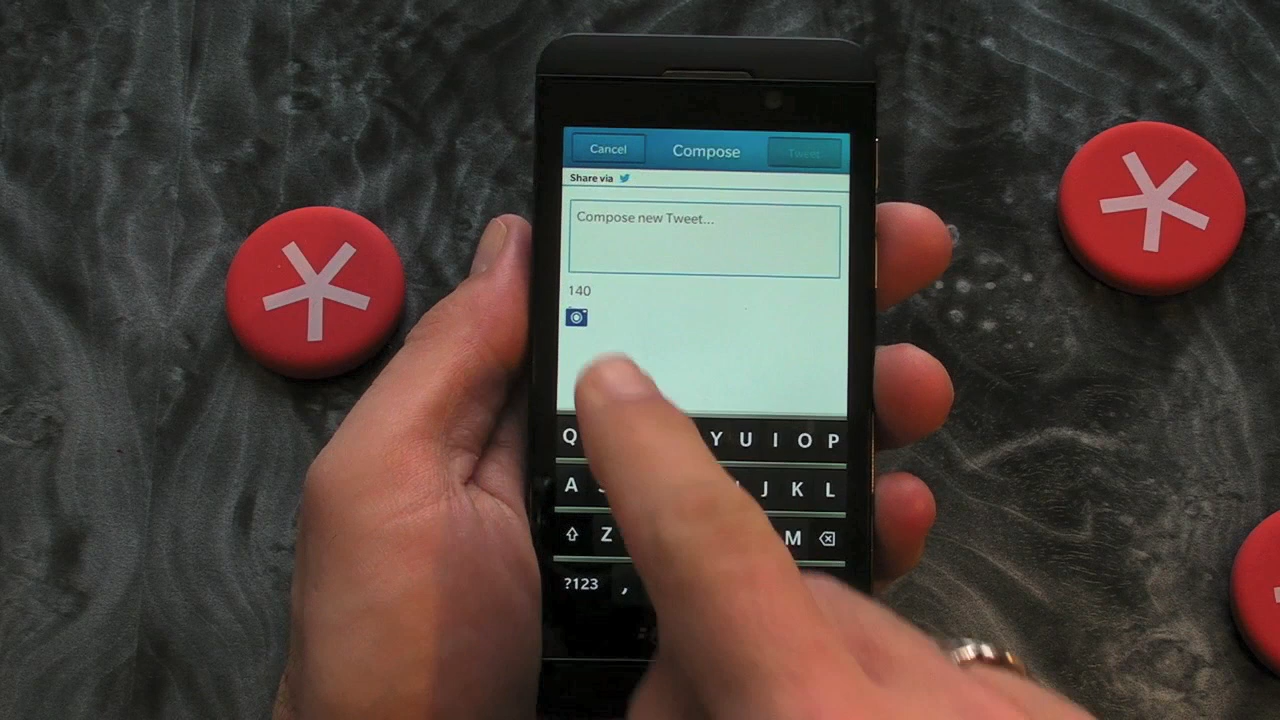 Cancel Compose Tweet
Share via
Compose new Tweet...
140
Q Y U I O P
A J K L
Z M
?123 ,